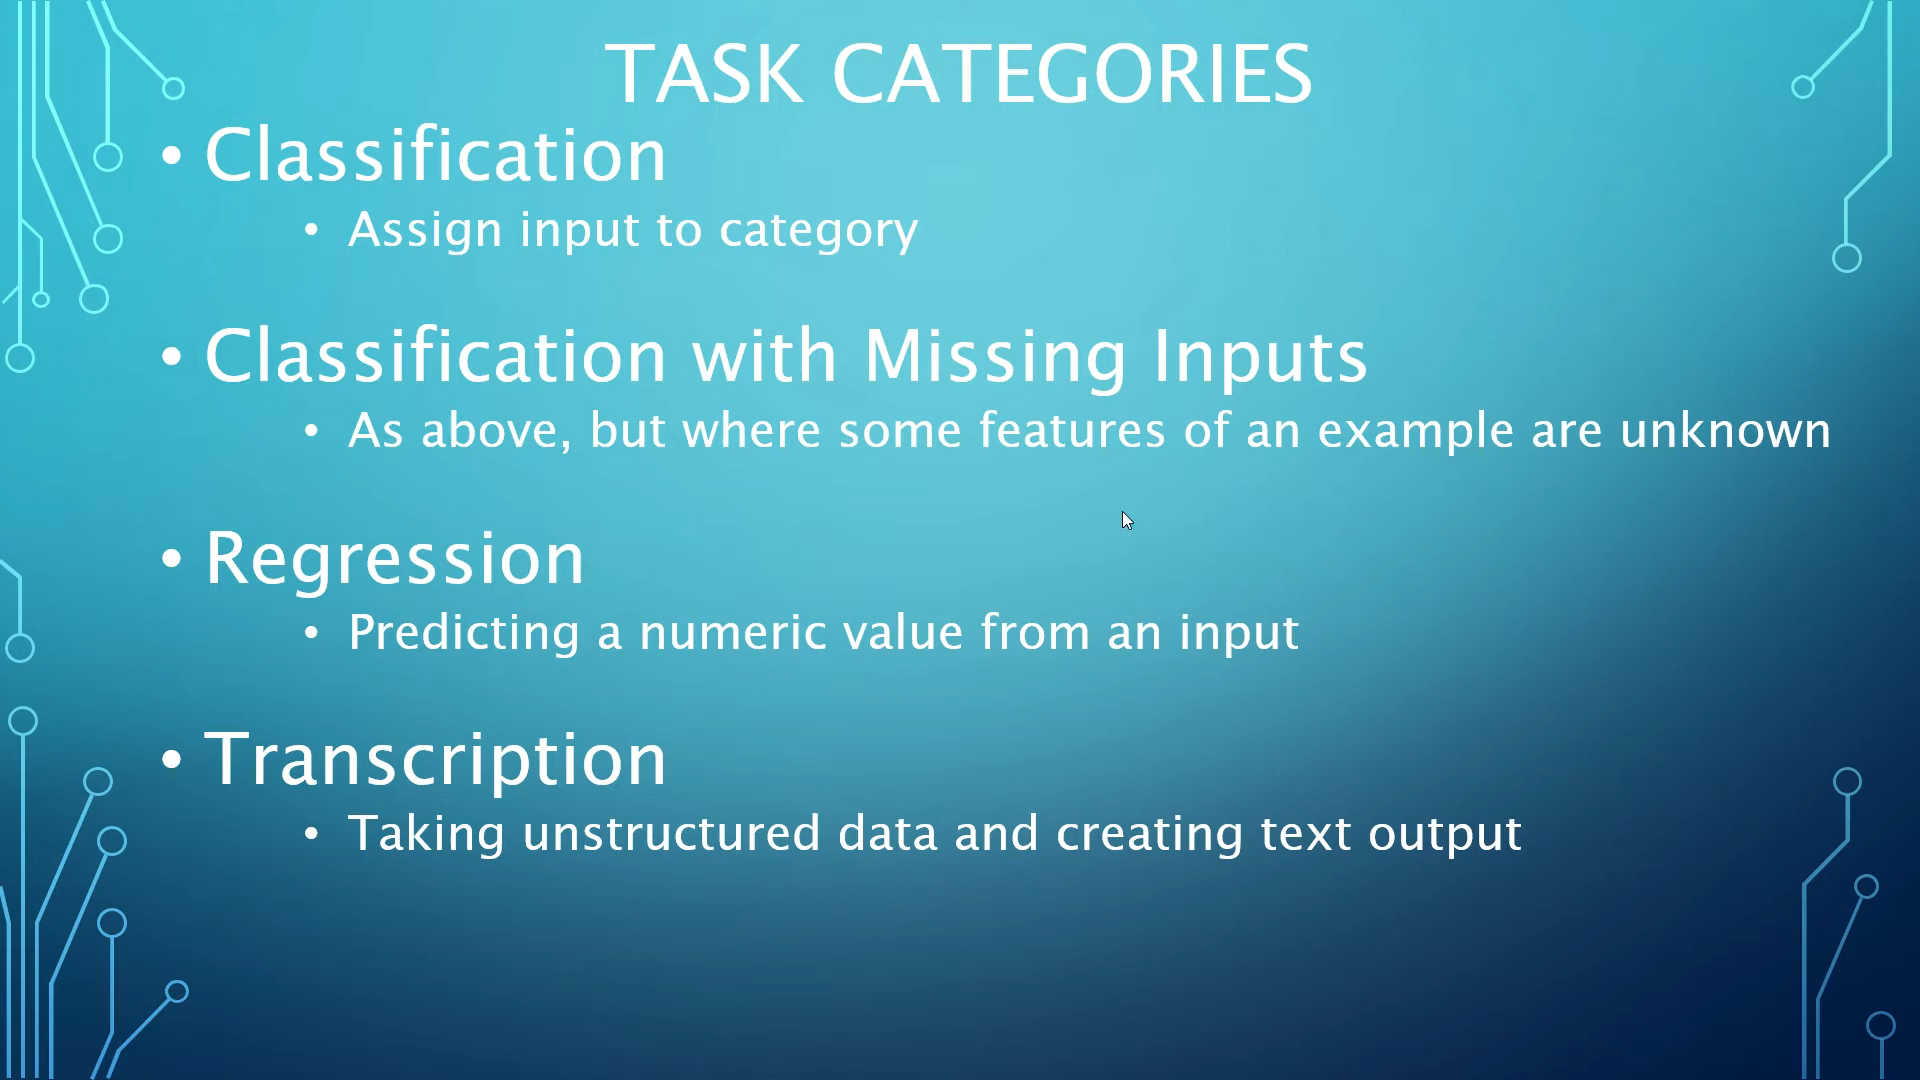 TASK CATEGORIES
• Classification
• Assign input to category
• Classification with Missing Inputs
• As above, but where some features of an example are unknown
• Regression
• Predicting a numeric value from an input
• Transcription
• Taking unstructured data and creating text output